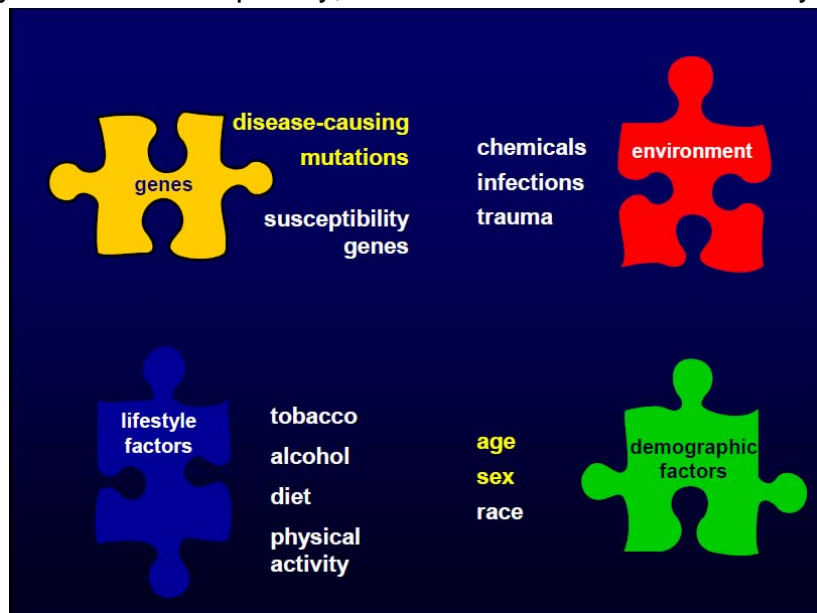 genes
disease-causing
mutations
susceptibility
genes
chemicals
infections
trauma
environment
lifestyle
factors
tobacco
alcohol
diet
physical
activity
age
sex
race
demographic
factors